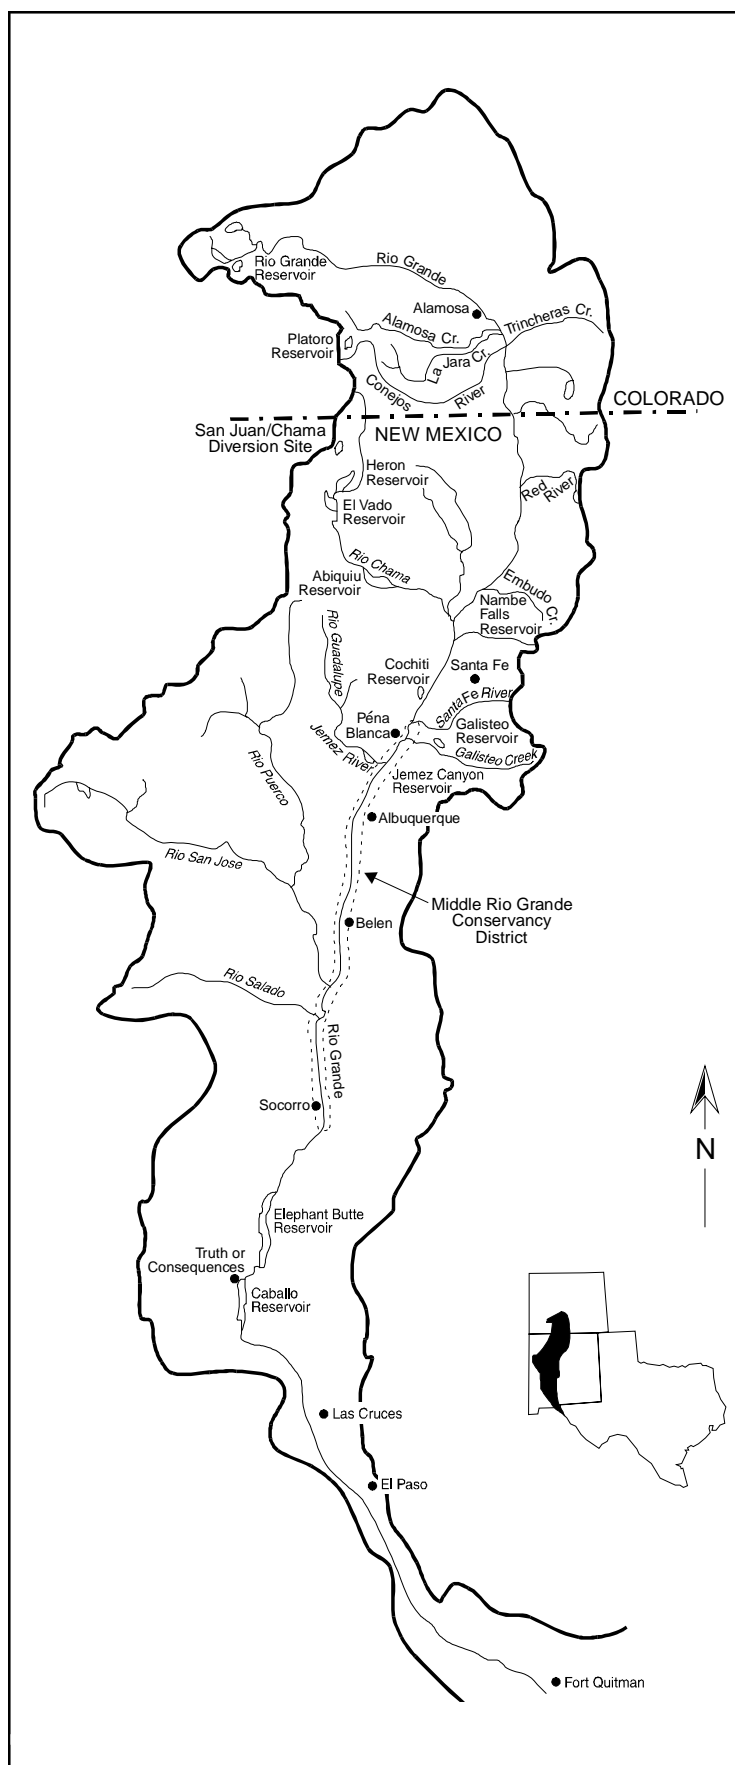 Rio Grande
Reservoir
Rio Grande
Alamosa
Trincheras Cr.
Alamosa Cr.
Platoro
Reservoir
La Jara Cr.
Conejos River
COLORADO
NEW MEXICO
San Juan/Chama
Diversion Site
Heron
Reservoir
El Vado
Reservoir
Red River
Rio Chama
Abiquiu
Reservoir
Embudo Cr.
Nambe
Falls
Reservoir
Rio Guadalupe
Cochiti
Reservoir
Santa Fe
Santa Fe River
Péna
Blanca
Galisteo
Reservoir
Jemez River
Galisteo Creek
Rio Puerco
Jemez Canyon
Reservoir
Albuquerque
Rio San Jose
Middle Rio Grande
Conservancy
District
Belen
Rio Salado
Rio Grande
Socorro
N
Elephant Butte
Reservoir
Truth or
Consequences
Caballo
Reservoir
Las Cruces
El Paso
Fort Quitman